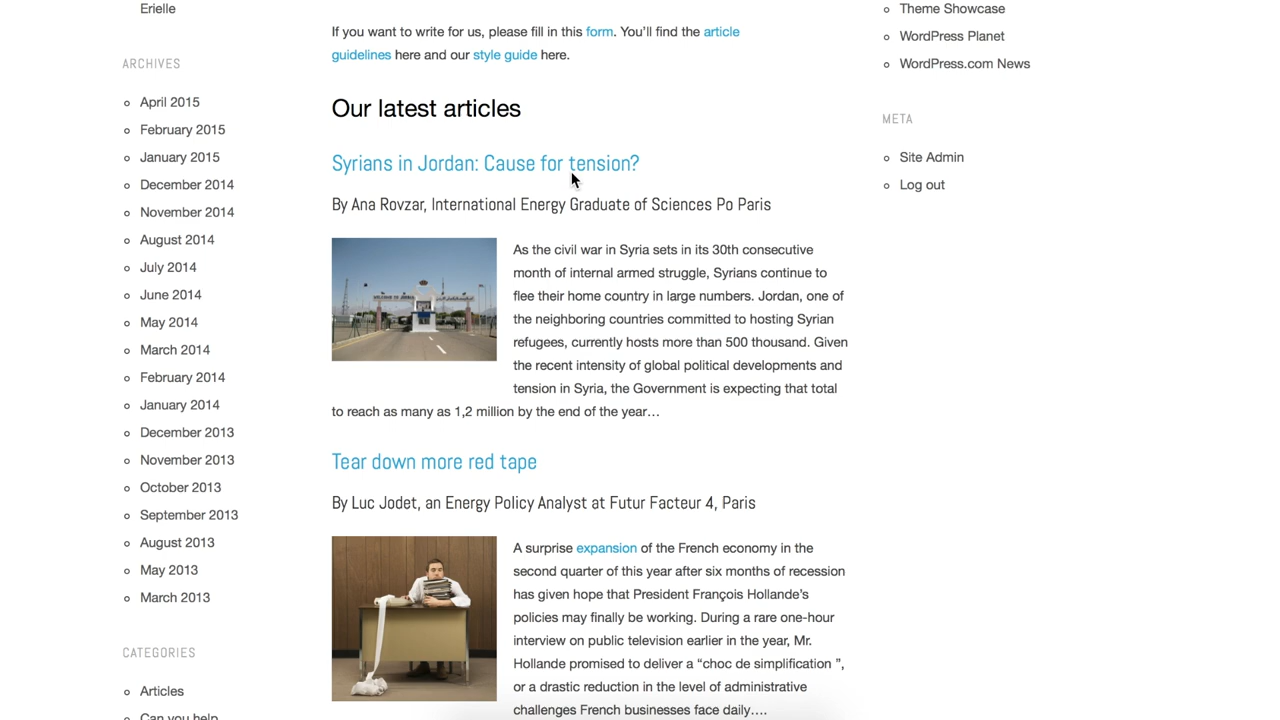 Erielle
ARCHIVES
April 2015
February 2015
January 2015
December 2014
November 2014
August 2014
July 2014
June 2014
May 2014
March 2014
February 2014
January 2014
December 2013
November 2013
October 2013
September 2013
August 2013
May 2013
March 2013
CATEGORIES
Articles
Can you help
If you want to write for us, please fill in this form. You'll find the article
guidelines here and our style guide here.
Our latest articles
Syrians in Jordan: Cause for tension?
By Ana Rovzar, International Energy Graduate of Sciences Po Paris
As the civil war in Syria sets in its 30th consecutive
month of internal armed struggle, Syrians continue to
flee their home country in large numbers. Jordan, one of
the neighboring countries committed to hosting Syrian
refugees, currently hosts more than 500 thousand. Given
the recent intensity of global political developments and
tension in Syria, the Government is expecting that total
to reach as many as 1,2 million by the end of the year…
Tear down more red tape
By Luc Jodet, an Energy Policy Analyst at Futur Facteur 4, Paris
A surprise expansion of the French economy in the
second quarter of this year after six months of recession
has given hope that President François Hollande's
policies may finally be working. During a rare one-hour
interview on public television earlier in the year, Mr.
Hollande promised to deliver a “choc de simplification ”,
or a drastic reduction in the level of administrative
challenges French businesses face daily….
Theme Showcase
WordPress Planet
WordPress.com News
META
Site Admin
Log out